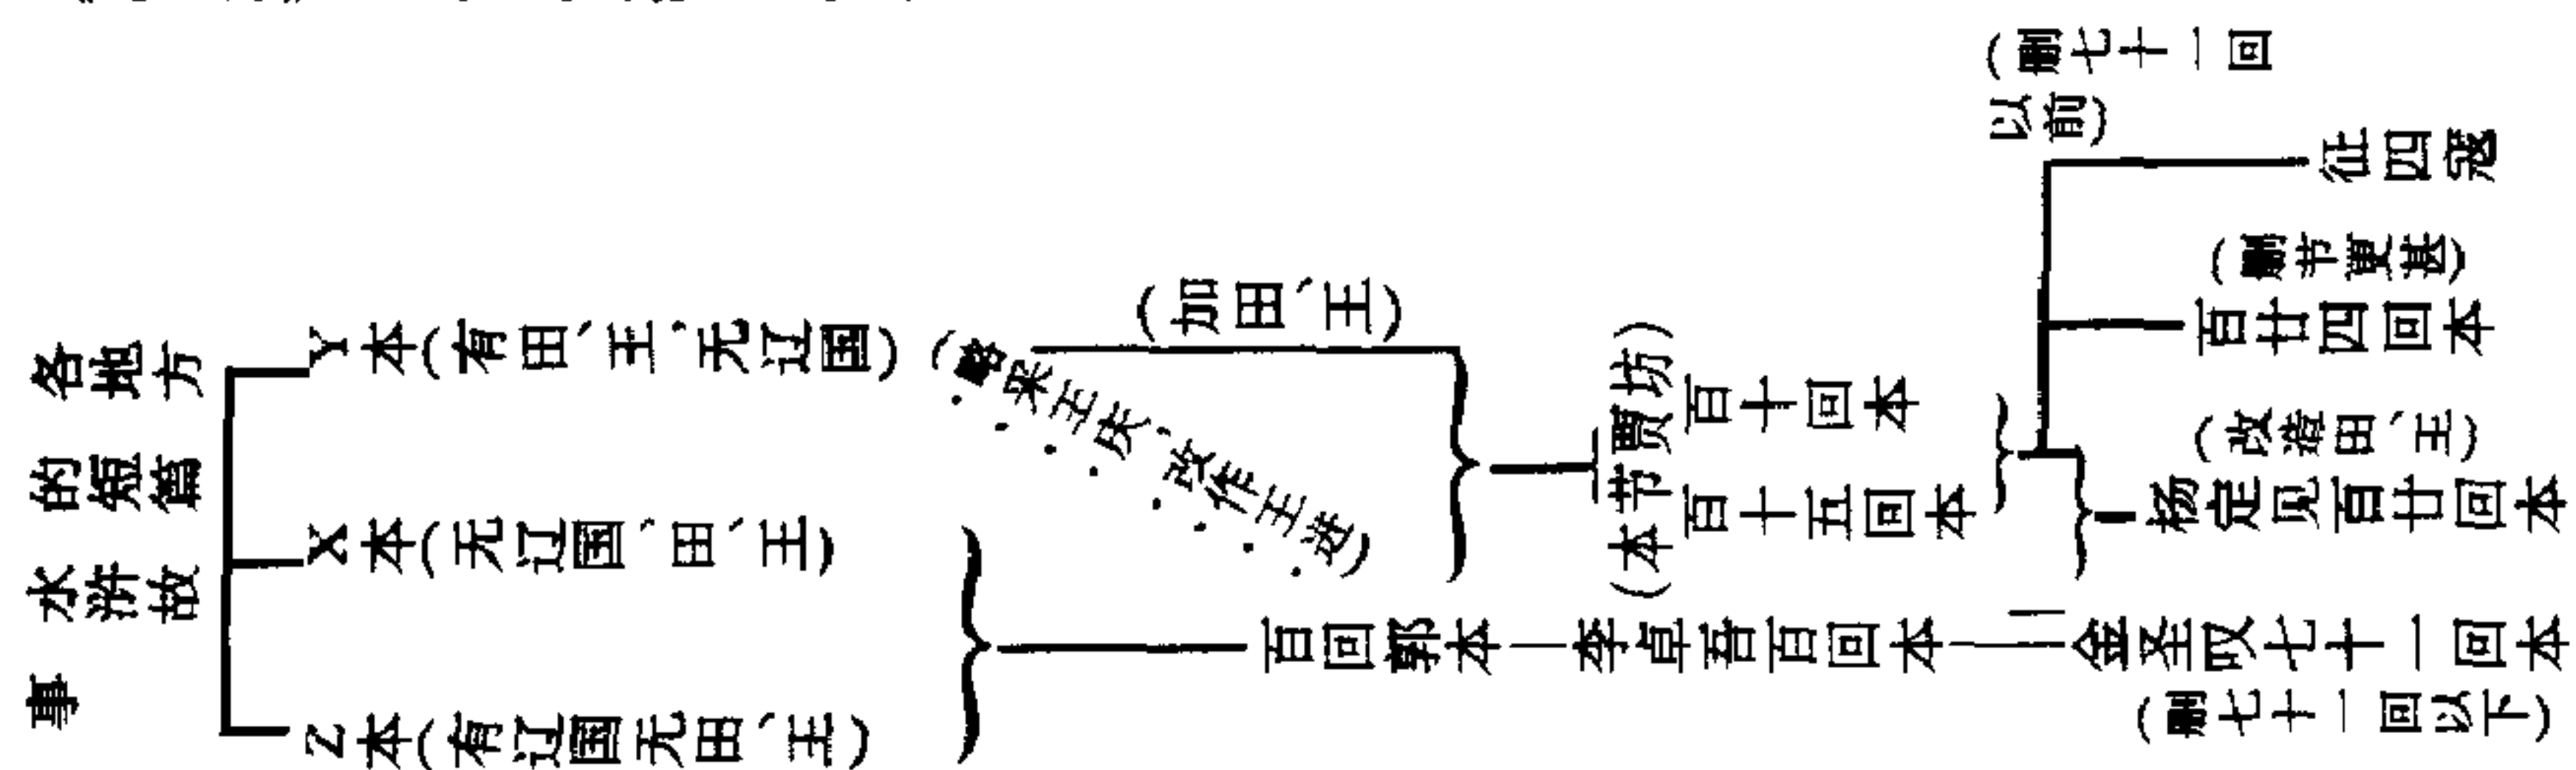 各地方
的短篇
水浒故
事
Y本(有田、王、无辽国)
X本(无辽国、田、王)
Z本(有辽国无田、王)
(略采王庆,改作王进)
(加田、王)
百回郭本—李卓吾百回本—金圣叹七十一回本
(删七十一回以下)
(本节贾坊)
百十回本
百十五回本
(删七十一回
以前)
征四寇
(删节更甚)
百廿四回本
(改造田、王)
杨定见百廿回本